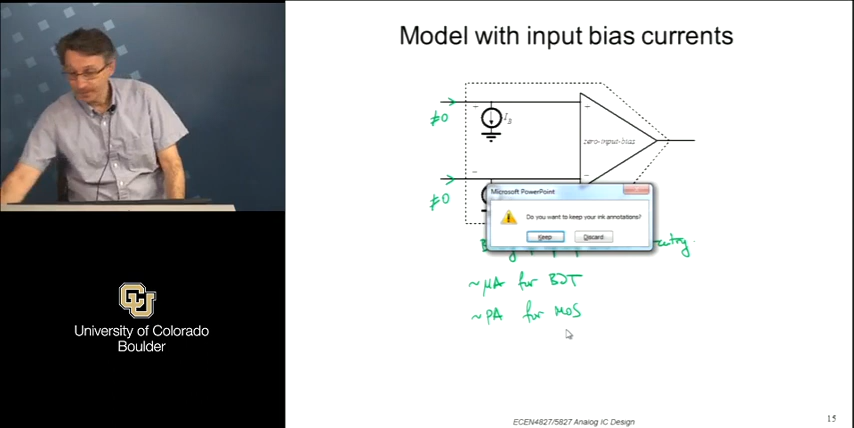 Model with input bias currents
≠0
I_B
zero-input-bias
≠0
Microsoft PowerPoint
Do you want to keep your ink annotations?
Keep Discard
~μA for BJT
~pA for MOS
CU
University of Colorado
Boulder
ECEN4827/5827 Analog IC Design
15